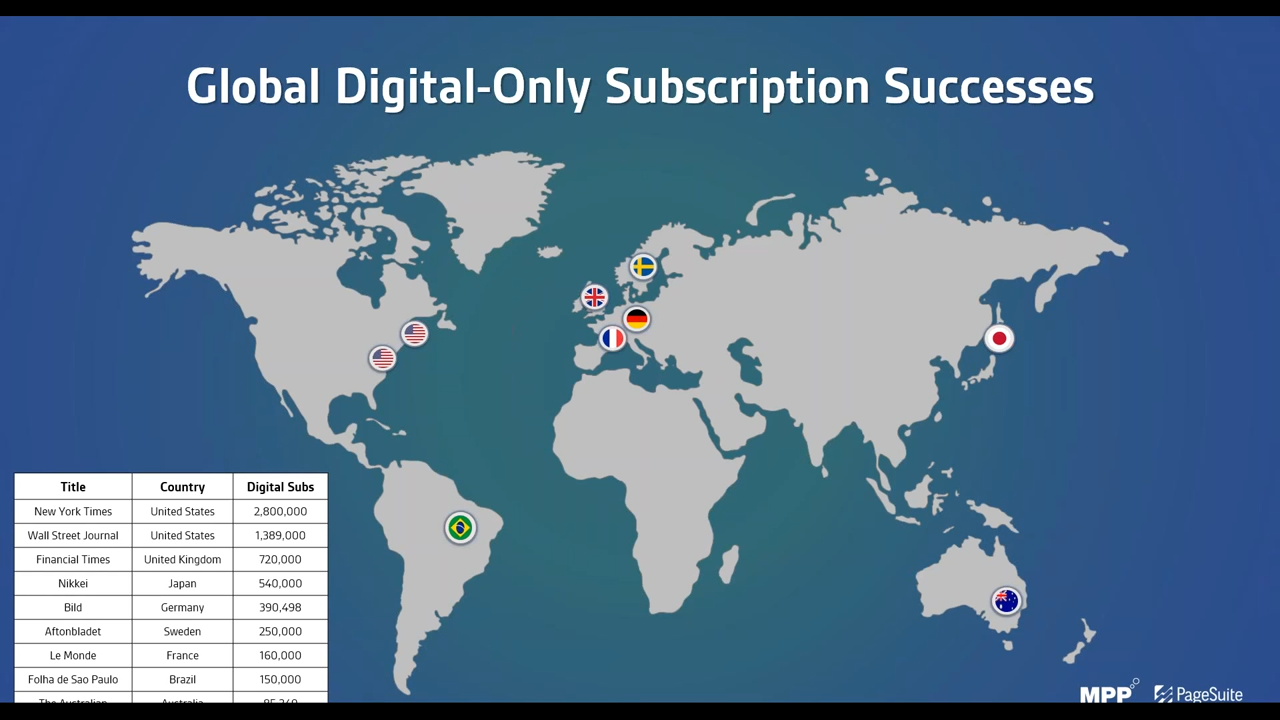 Global Digital-Only Subscription Successes
Title Country Digital Subs
New York Times United States 2,800,000
Wall Street Journal United States 1,389,000
Financial Times United Kingdom 720,000
Nikkei Japan 540,000
Bild Germany 390,498
Aftonbladet Sweden 250,000
Le Monde France 160,000
Folha de Sao Paulo Brazil 150,000
The Australian Australia
MPP PageSuite